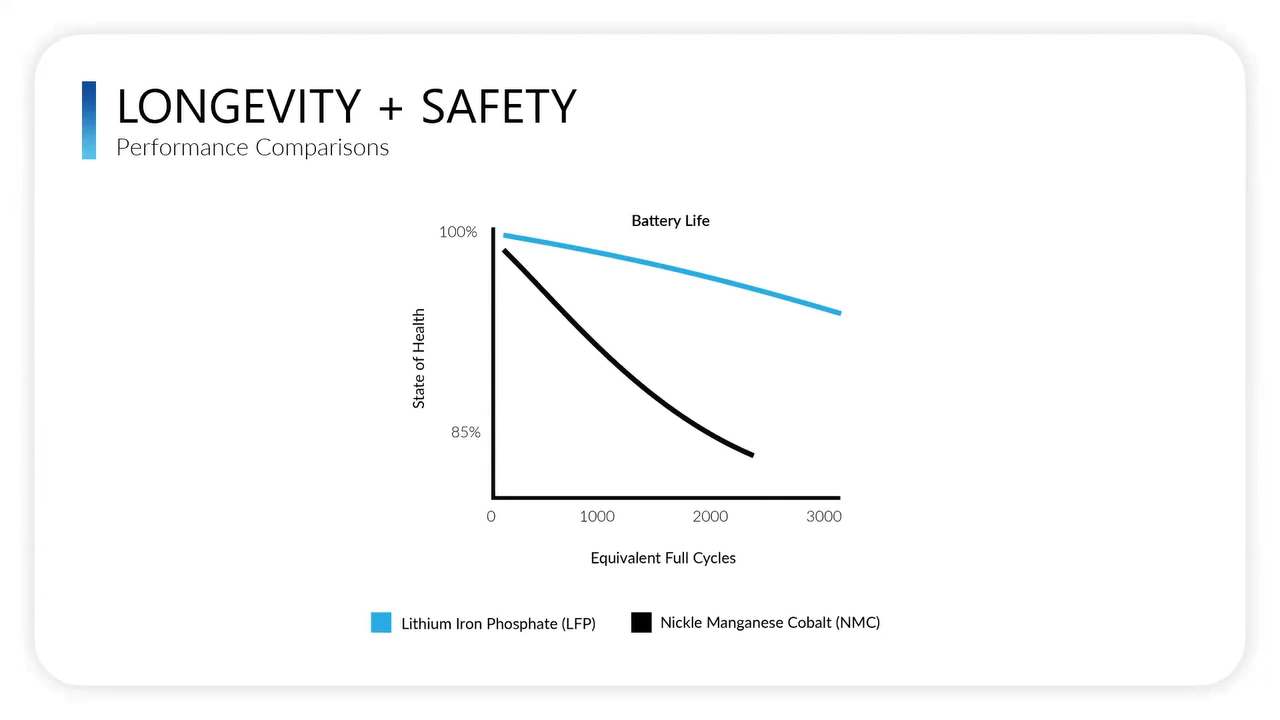 LONGEVITY + SAFETY
Performance Comparisons
Battery Life
100%
State of Health
85%
0 1000 2000 3000
Equivalent Full Cycles
Lithium Iron Phosphate (LFP) Nickle Manganese Cobalt (NMC)